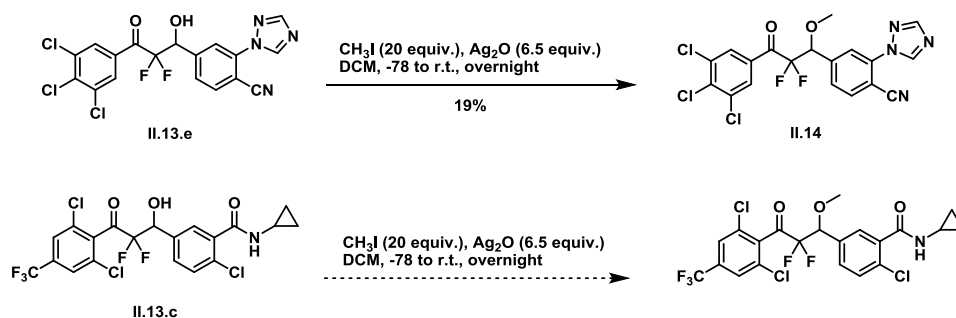 O OH
Cl
F F
Cl
Cl
N
N
N
CN
II.13.e
CH₃I (20 equiv.), Ag₂O (6.5 equiv.)
DCM, -78 to r.t., overnight
19%
O O
Cl
F F
Cl
Cl
N
N
N
CN
II.14
Cl O OH O
F F
N
H
Cl
Cl
F₃C
II.13.c
CH₃I (20 equiv.), Ag₂O (6.5 equiv.)
DCM, -78 to r.t., overnight
Cl O O O
F F
N
H
Cl
Cl
F₃C